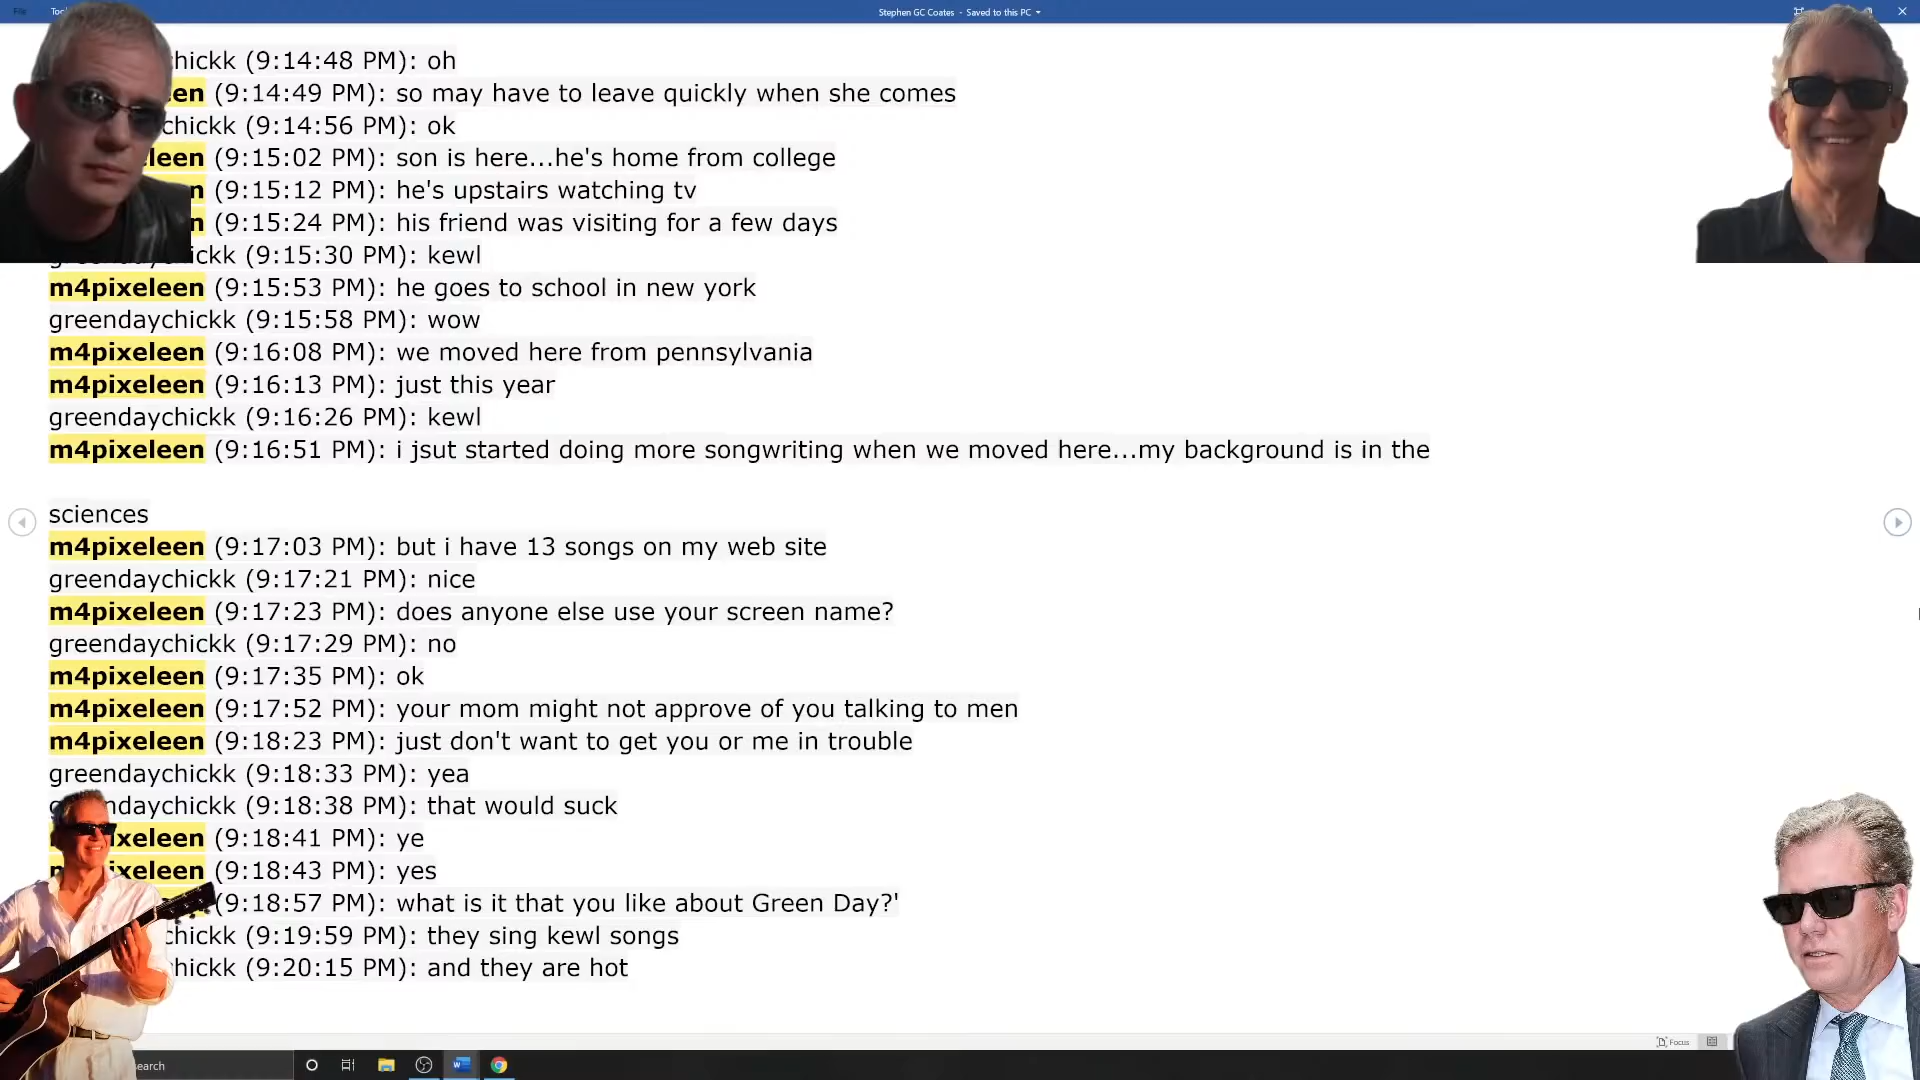 File
Stephen GC Coates - Saved to this PC
chickk (9:14:48 PM): oh
en (9:14:49 PM): so may have to leave quickly when she comes
chickk (9:14:56 PM): ok
leen (9:15:02 PM): son is here...he's home from college
n (9:15:12 PM): he's upstairs watching tv
n (9:15:24 PM): his friend was visiting for a few days
greendaychickk (9:15:30 PM): kewl
m4pixeleen (9:15:53 PM): he goes to school in new york
greendaychickk (9:15:58 PM): wow
m4pixeleen (9:16:08 PM): we moved here from pennsylvania
m4pixeleen (9:16:13 PM): just this year
greendaychickk (9:16:26 PM): kewl
m4pixeleen (9:16:51 PM): i jsut started doing more songwriting when we moved here...my background is in the
sciences
m4pixeleen (9:17:03 PM): but i have 13 songs on my web site
greendaychickk (9:17:21 PM): nice
m4pixeleen (9:17:23 PM): does anyone else use your screen name?
greendaychickk (9:17:29 PM): no
m4pixeleen (9:17:35 PM): ok
m4pixeleen (9:17:52 PM): your mom might not approve of you talking to men
m4pixeleen (9:18:23 PM): just don't want to get you or me in trouble
greendaychickk (9:18:33 PM): yea
greendaychickk (9:18:38 PM): that would suck
xeleen (9:18:41 PM): ye
ixeleen (9:18:43 PM): yes
(9:18:57 PM): what is it that you like about Green Day?'
chickk (9:19:59 PM): they sing kewl songs
hickk (9:20:15 PM): and they are hot
Focus
earch